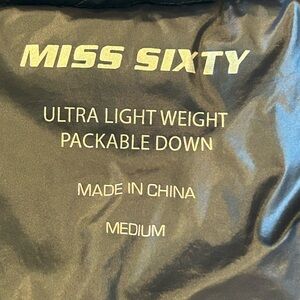 MISS SIXTY
ULTRA LIGHT WEIGHT
PACKABLE DOWN
MADE IN CHINA
MEDIUM